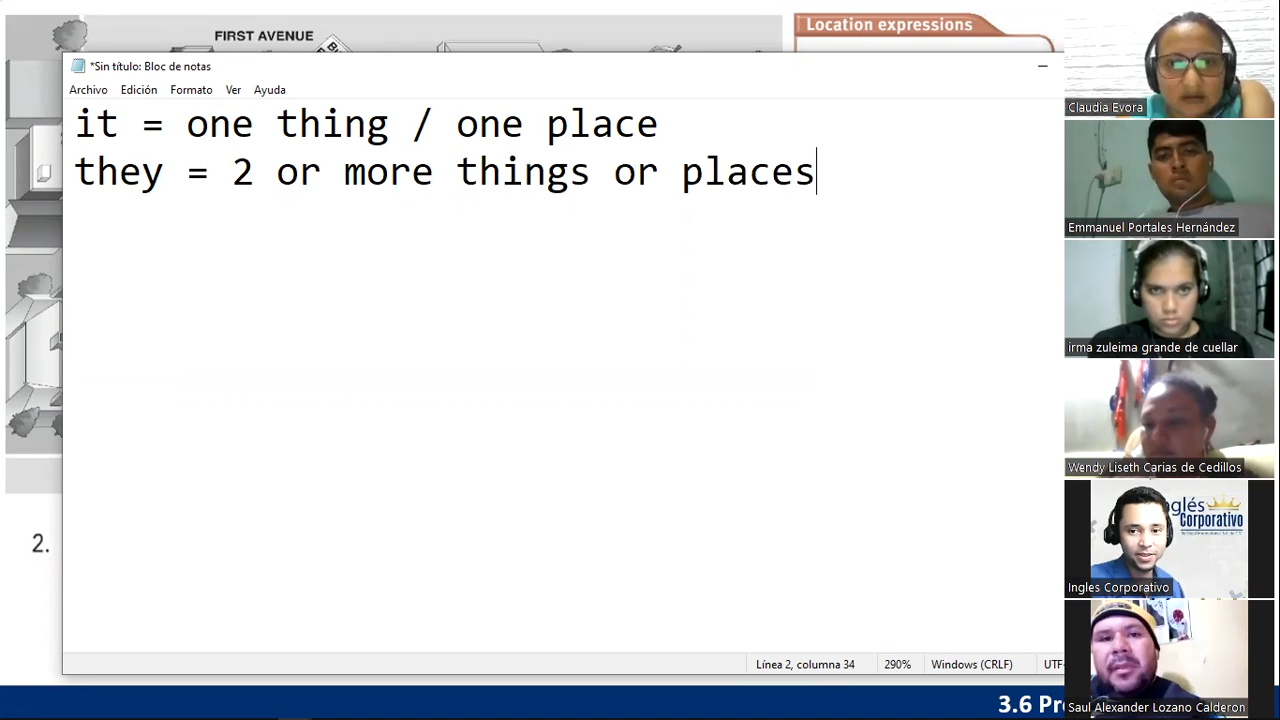 FIRST AVENUE
Location expressions
*Sin título: Bloc de notas
Archivo Edición Formato Ver Ayuda
it = one thing / one place
they = 2 or more things or places
2.
Línea 2, columna 34 290% Windows (CRLF) UTF-
3.6 Pr
Claudia Evora
Emmanuel Portales Hernández
irma zuleima grande de cuellar
Wendy Liseth Carias de Cedillos
nglés
Corporativo
Ingles Corporativo
Saul Alexander Lozano Calderon